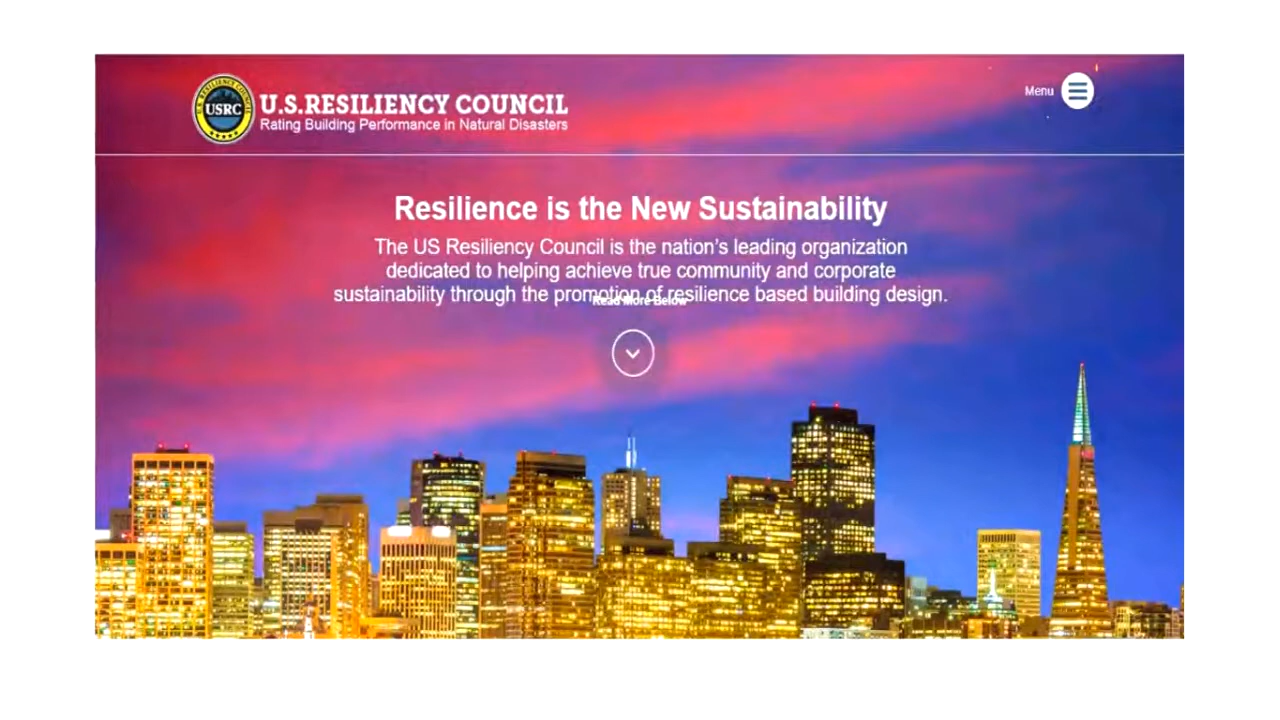 U.S. RESILIENCY COUNCIL
USRC
U.S.RESILIENCY COUNCIL
Rating Building Performance in Natural Disasters
Menu
Resilience is the New Sustainability
The US Resiliency Council is the nation's leading organization
dedicated to helping achieve true community and corporate
sustainability through the promotion of resilience based building design.
Read More Below